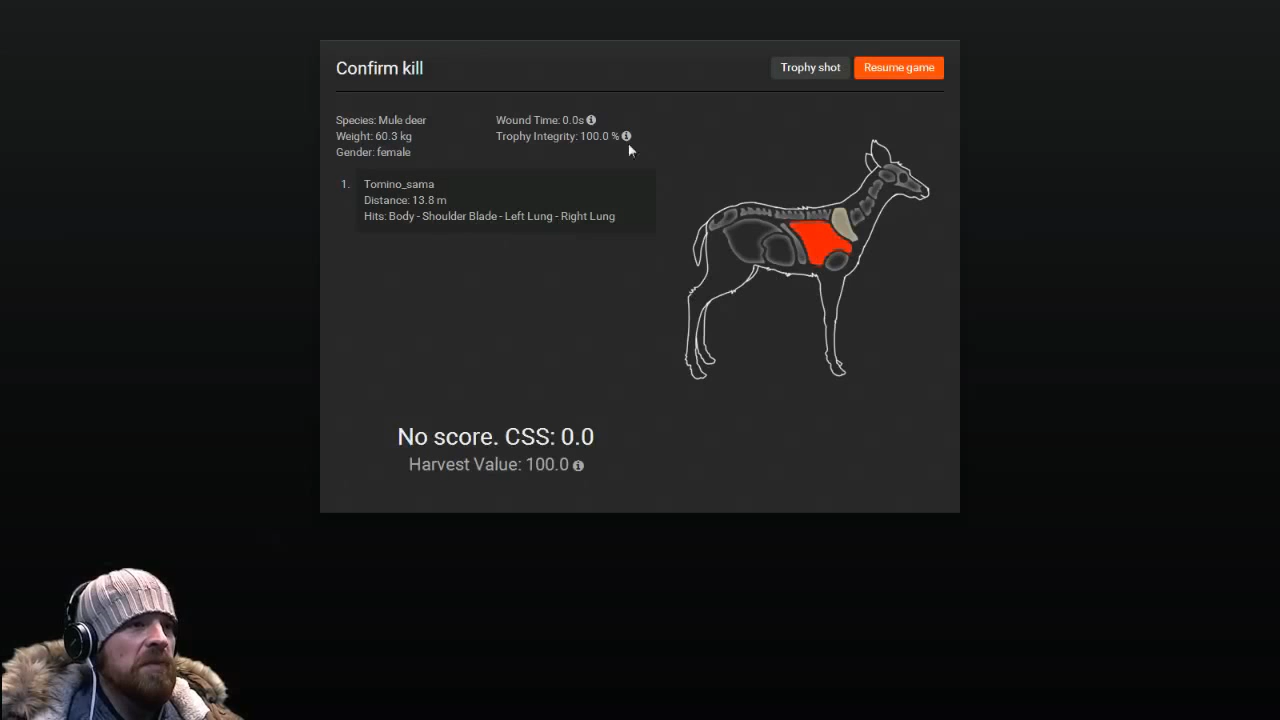 Confirm kill
Trophy shot
Resume game
Species: Mule deer
Weight: 60.3 kg
Gender: female
Wound Time: 0.0s
Trophy Integrity: 100.0 %
1.
Tomino_sama
Distance: 13.8 m
Hits: Body - Shoulder Blade - Left Lung - Right Lung
No score. CSS: 0.0
Harvest Value: 100.0